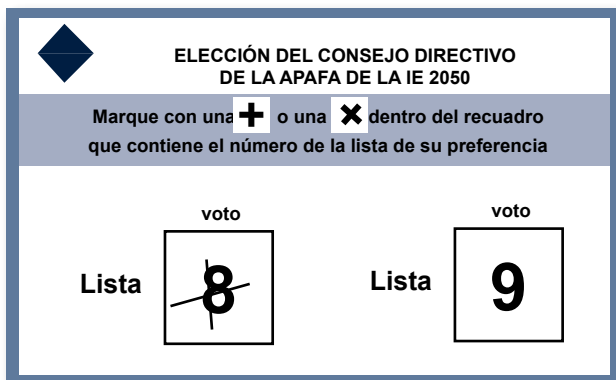 ELECCIÓN DEL CONSEJO DIRECTIVO
DE LA APAFA DE LA IE 2050
Marque con una + o una × dentro del recuadro
que contiene el número de la lista de su preferencia
voto
Lista 8
voto
Lista 9